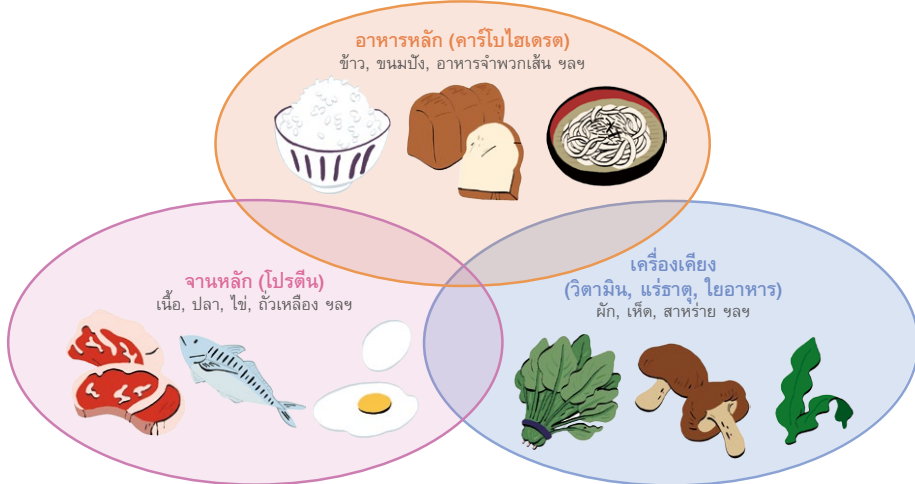 อาหารหลัก (คาร์โบไฮเดรต)
ข้าว, ขนมปัง, อาหารจำพวกเส้น ฯลฯ
จานหลัก (โปรตีน)
เนื้อ, ปลา, ไข่, ถั่วเหลือง ฯลฯ
เครื่องเคียง
(วิตามิน, แร่ธาตุ, ใยอาหาร)
ผัก, เห็ด, สาหร่าย ฯลฯ